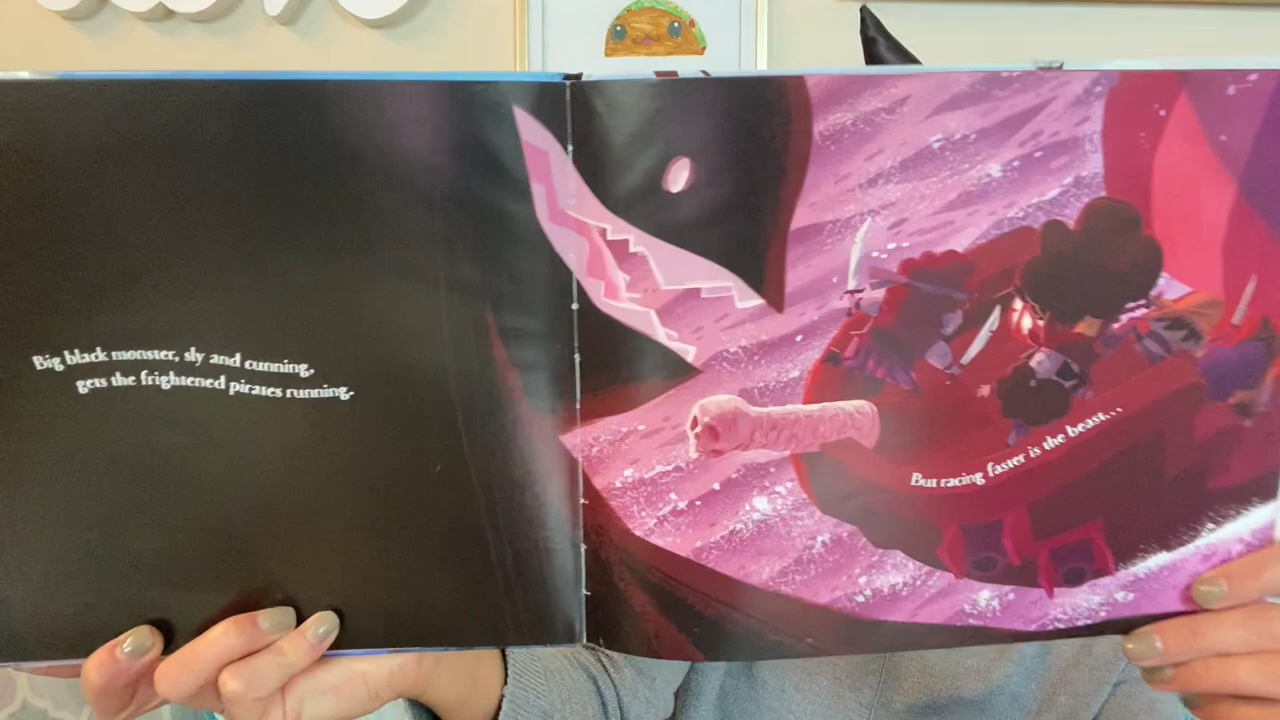 Big black monster, sly and cunning,
gets the frightened pirates running.
But racing faster is the beast...